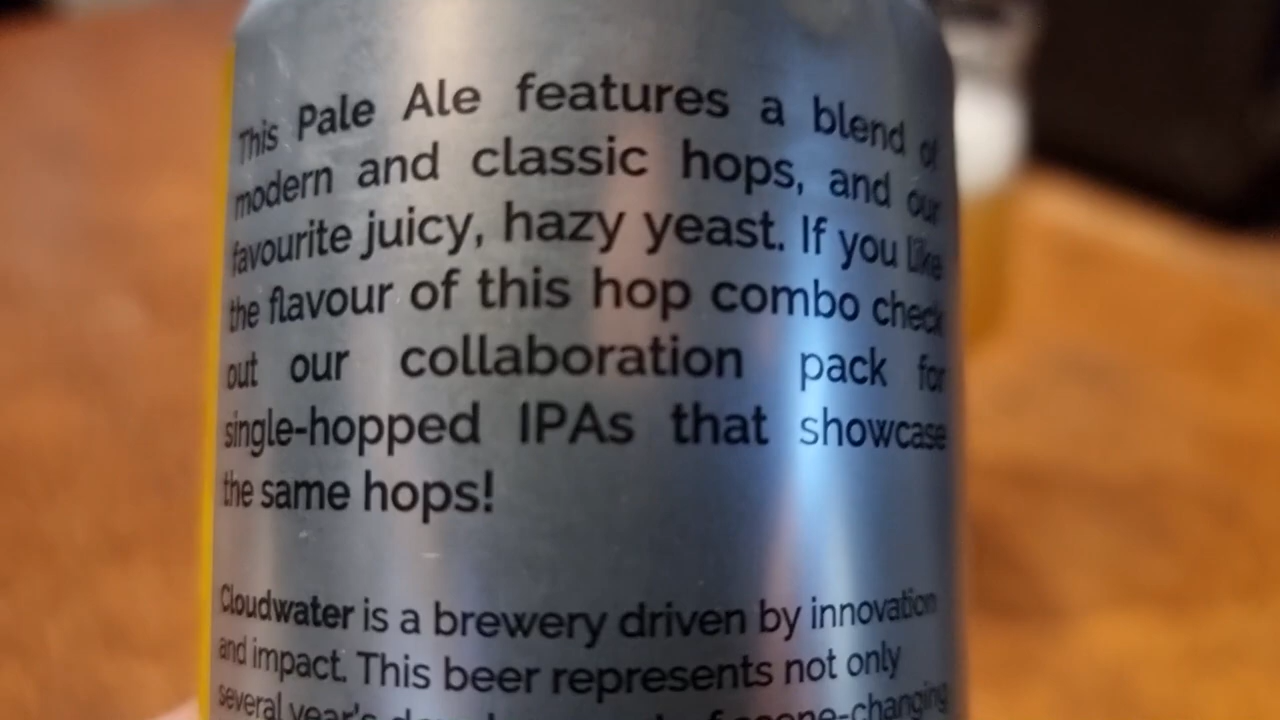 This Pale Ale features a blend of
modern and classic hops, and our
favourite juicy, hazy yeast. If you like
the flavour of this hop combo check
out our collaboration pack for
single-hopped IPAs that showcase
the same hops!
Cloudwater is a brewery driven by innovation
and impact. This beer represents not only
several year's